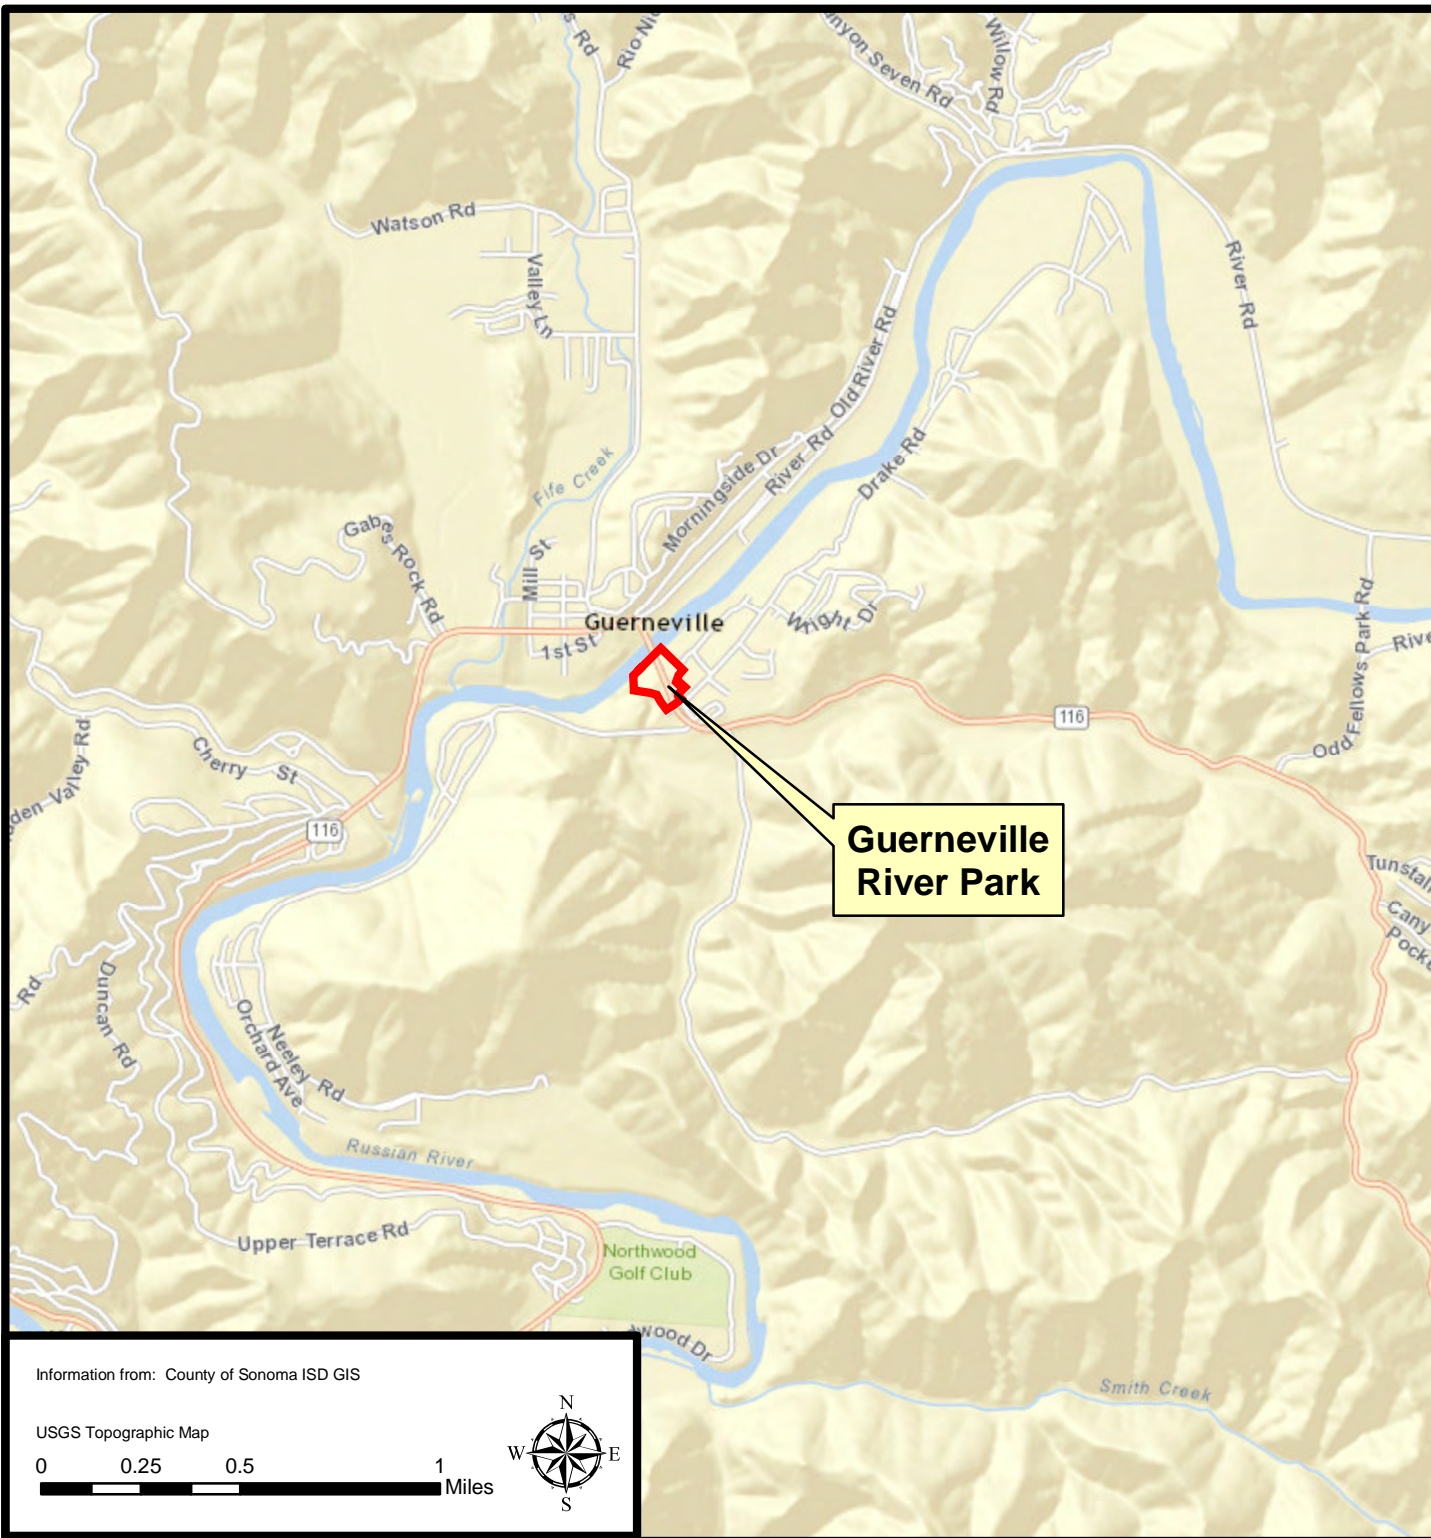 s Rd
Rio Nic
nyon Seven Rd
Willow Rd
Watson Rd
Valley Ln
River Rd
Old River Rd
River Rd
Morningside Dr
Drake Rd
Fife Creek
Gabes Rock Rd
Mill St
Guerneville
1st St
Wright Dr
Odd Fellows Park Rd
Rive
116
Cherry St
den Valley Rd
116
Guerneville
River Park
Tunstall
Cany
Pocke
Rd
Duncan Rd
Orchard Ave
Neeley Rd
Russian River
Upper Terrace Rd
Northwood
Golf Club
wood Dr
Smith Creek
Information from: County of Sonoma ISD GIS
USGS Topographic Map
0 0.25 0.5 1
Miles
N
W E
S